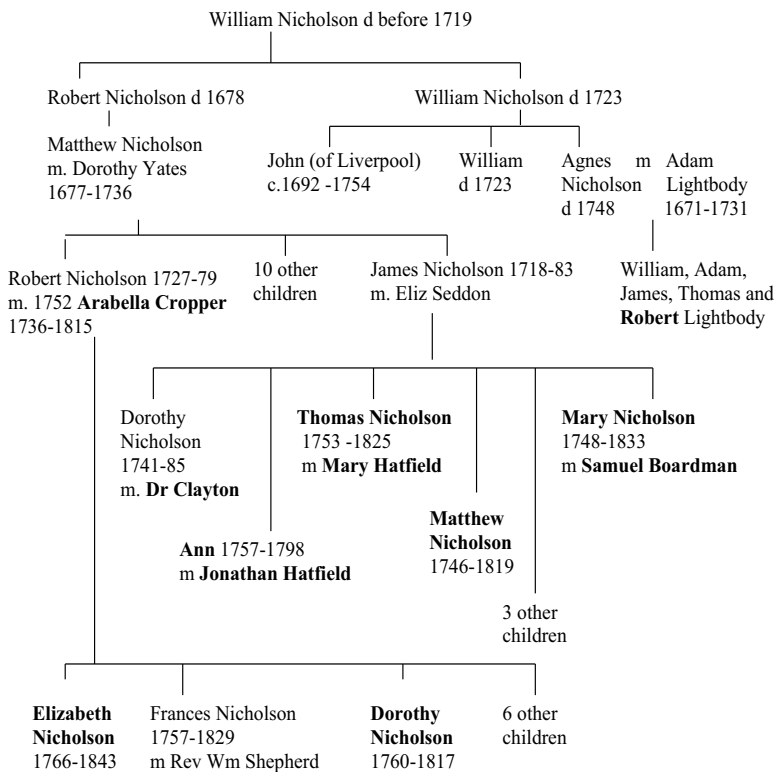 William Nicholson d before 1719
Robert Nicholson d 1678
William Nicholson d 1723
Matthew Nicholson
m. Dorothy Yates
1677-1736
John (of Liverpool)
c.1692 -1754
William
d 1723
Agnes m Adam
Nicholson Lightbody
d 1748 1671-1731
Robert Nicholson 1727-79
m. 1752 Arabella Cropper
1736-1815
10 other
children
James Nicholson 1718-83
m. Eliz Seddon
William, Adam,
James, Thomas and
Robert Lightbody
Dorothy
Nicholson
1741-85
m. Dr Clayton
Thomas Nicholson
1753 -1825
m Mary Hatfield
Mary Nicholson
1748-1833
m Samuel Boardman
Ann 1757-1798
m Jonathan Hatfield
Matthew
Nicholson
1746-1819
3 other
children
Elizabeth
Nicholson
1766-1843
Frances Nicholson
1757-1829
m Rev Wm Shepherd
Dorothy
Nicholson
1760-1817
6 other
children